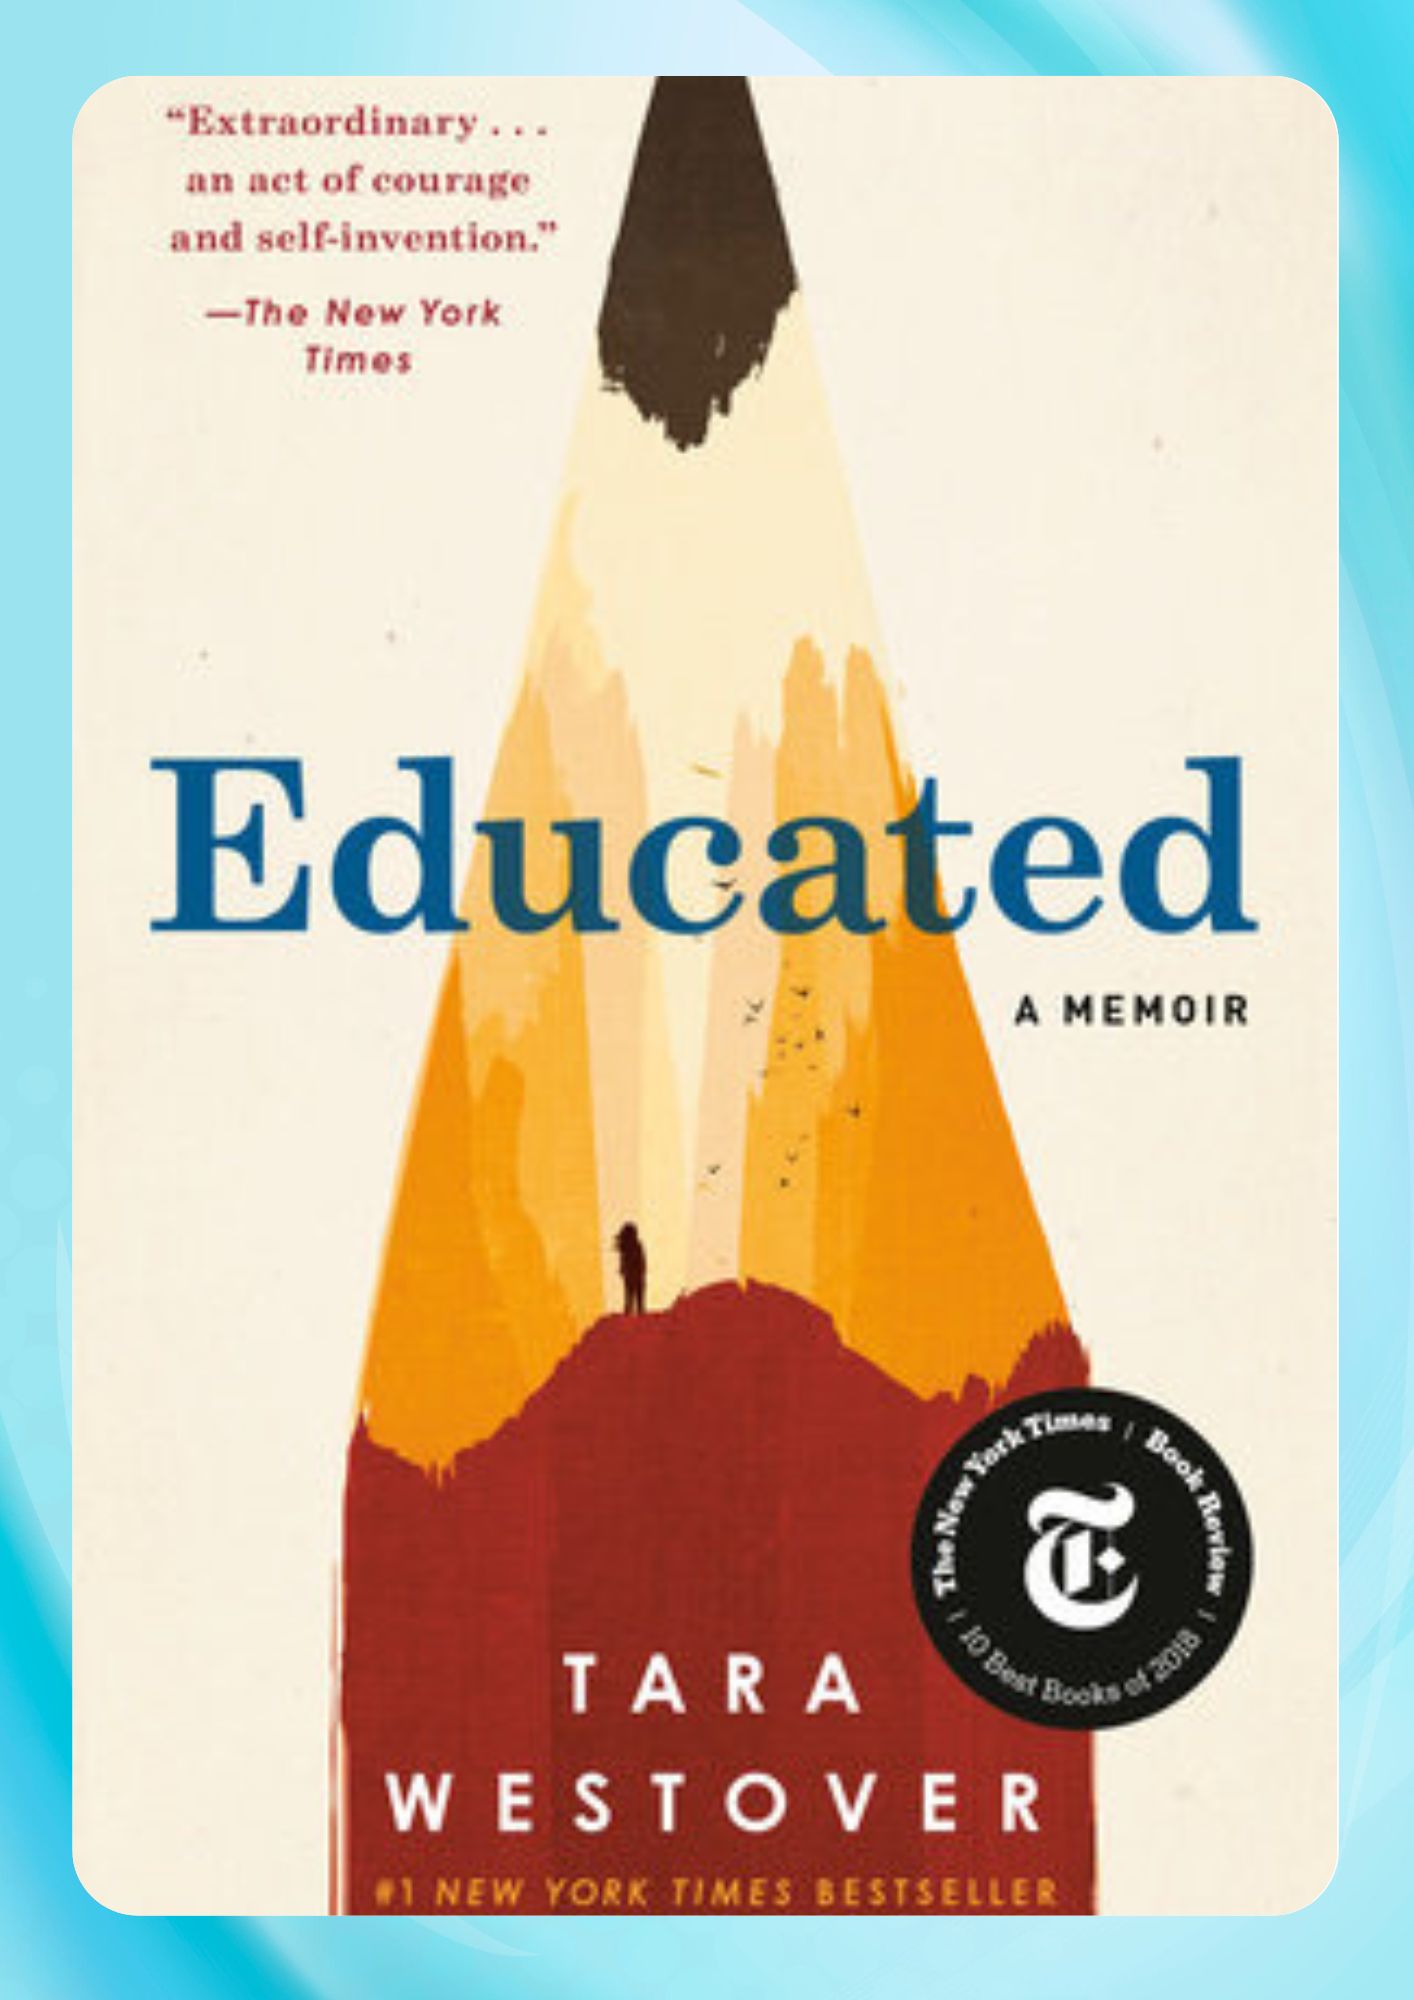 “Extraordinary . . .
an act of courage
and self-invention.”
—The New York
Times
Educated
A MEMOIR
The New York Times | Book Review
| 10 Best Books of 2018 |
TARA
WESTOVER
#1 NEW YORK TIMES BESTSELLER